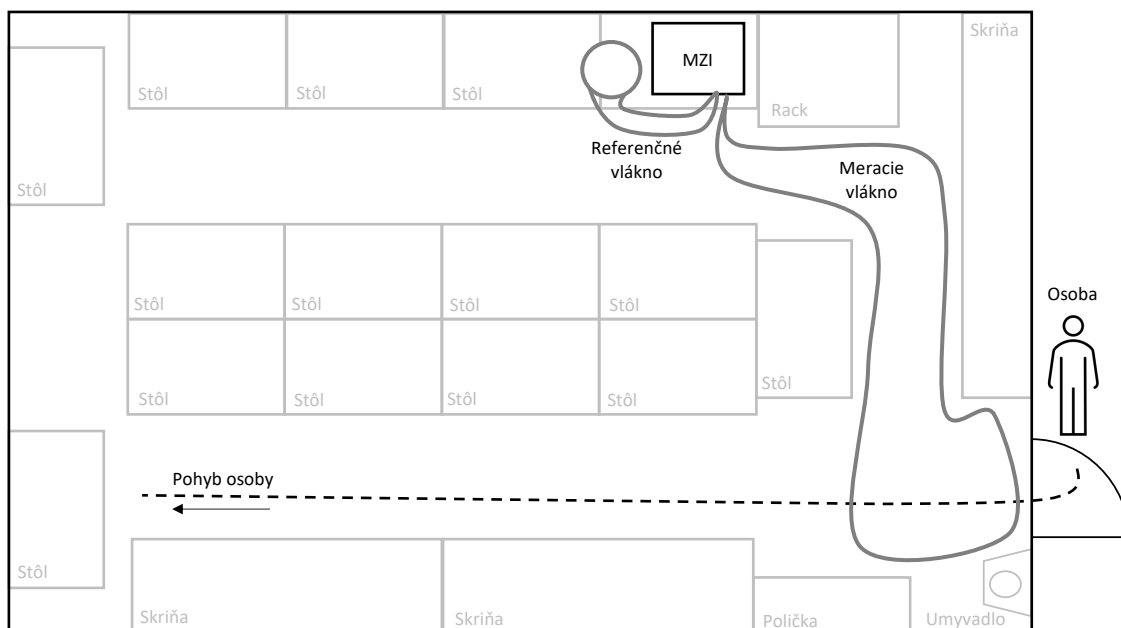 Skriňa
MZI
Stôl
Stôl
Stôl
Rack
Referenčné
vlákno
Meracie
vlákno
Stôl
Osoba
Stôl
Stôl
Stôl
Stôl
Stôl
Stôl
Stôl
Stôl
Stôl
Pohyb osoby
Stôl
Skriňa
Skriňa
Polička
Umyvadlo